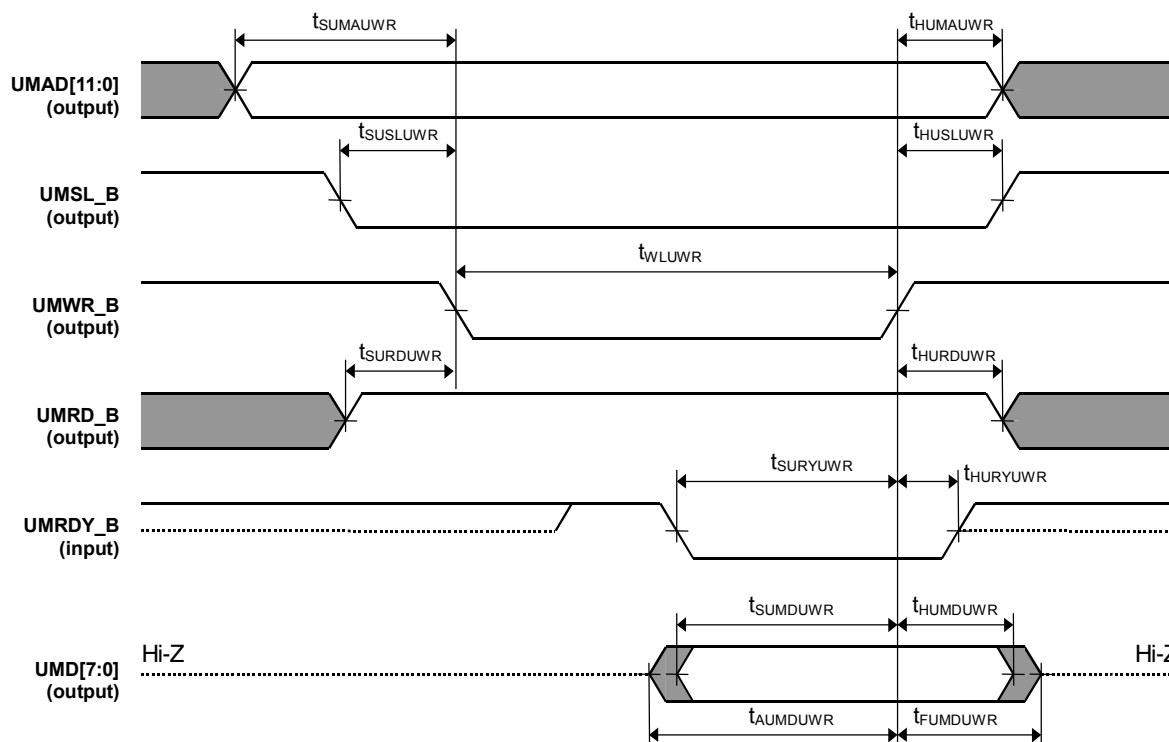 tSUMAUWR
tHUMAUWR
UMAD[11:0]
(output)
tSUSLUWR
tHUSLUWR
UMSL_B
(output)
tWLUWR
UMWR_B
(output)
tSURDUWR
tHURDUWR
UMRD_B
(output)
tSURYUWR
tHURYUWR
UMRDY_B
(input)
tSUMDUWR
tHUMDUWR
Hi-Z
Hi-Z
UMD[7:0]
(output)
tAUMDUWR
tFUMDUWR